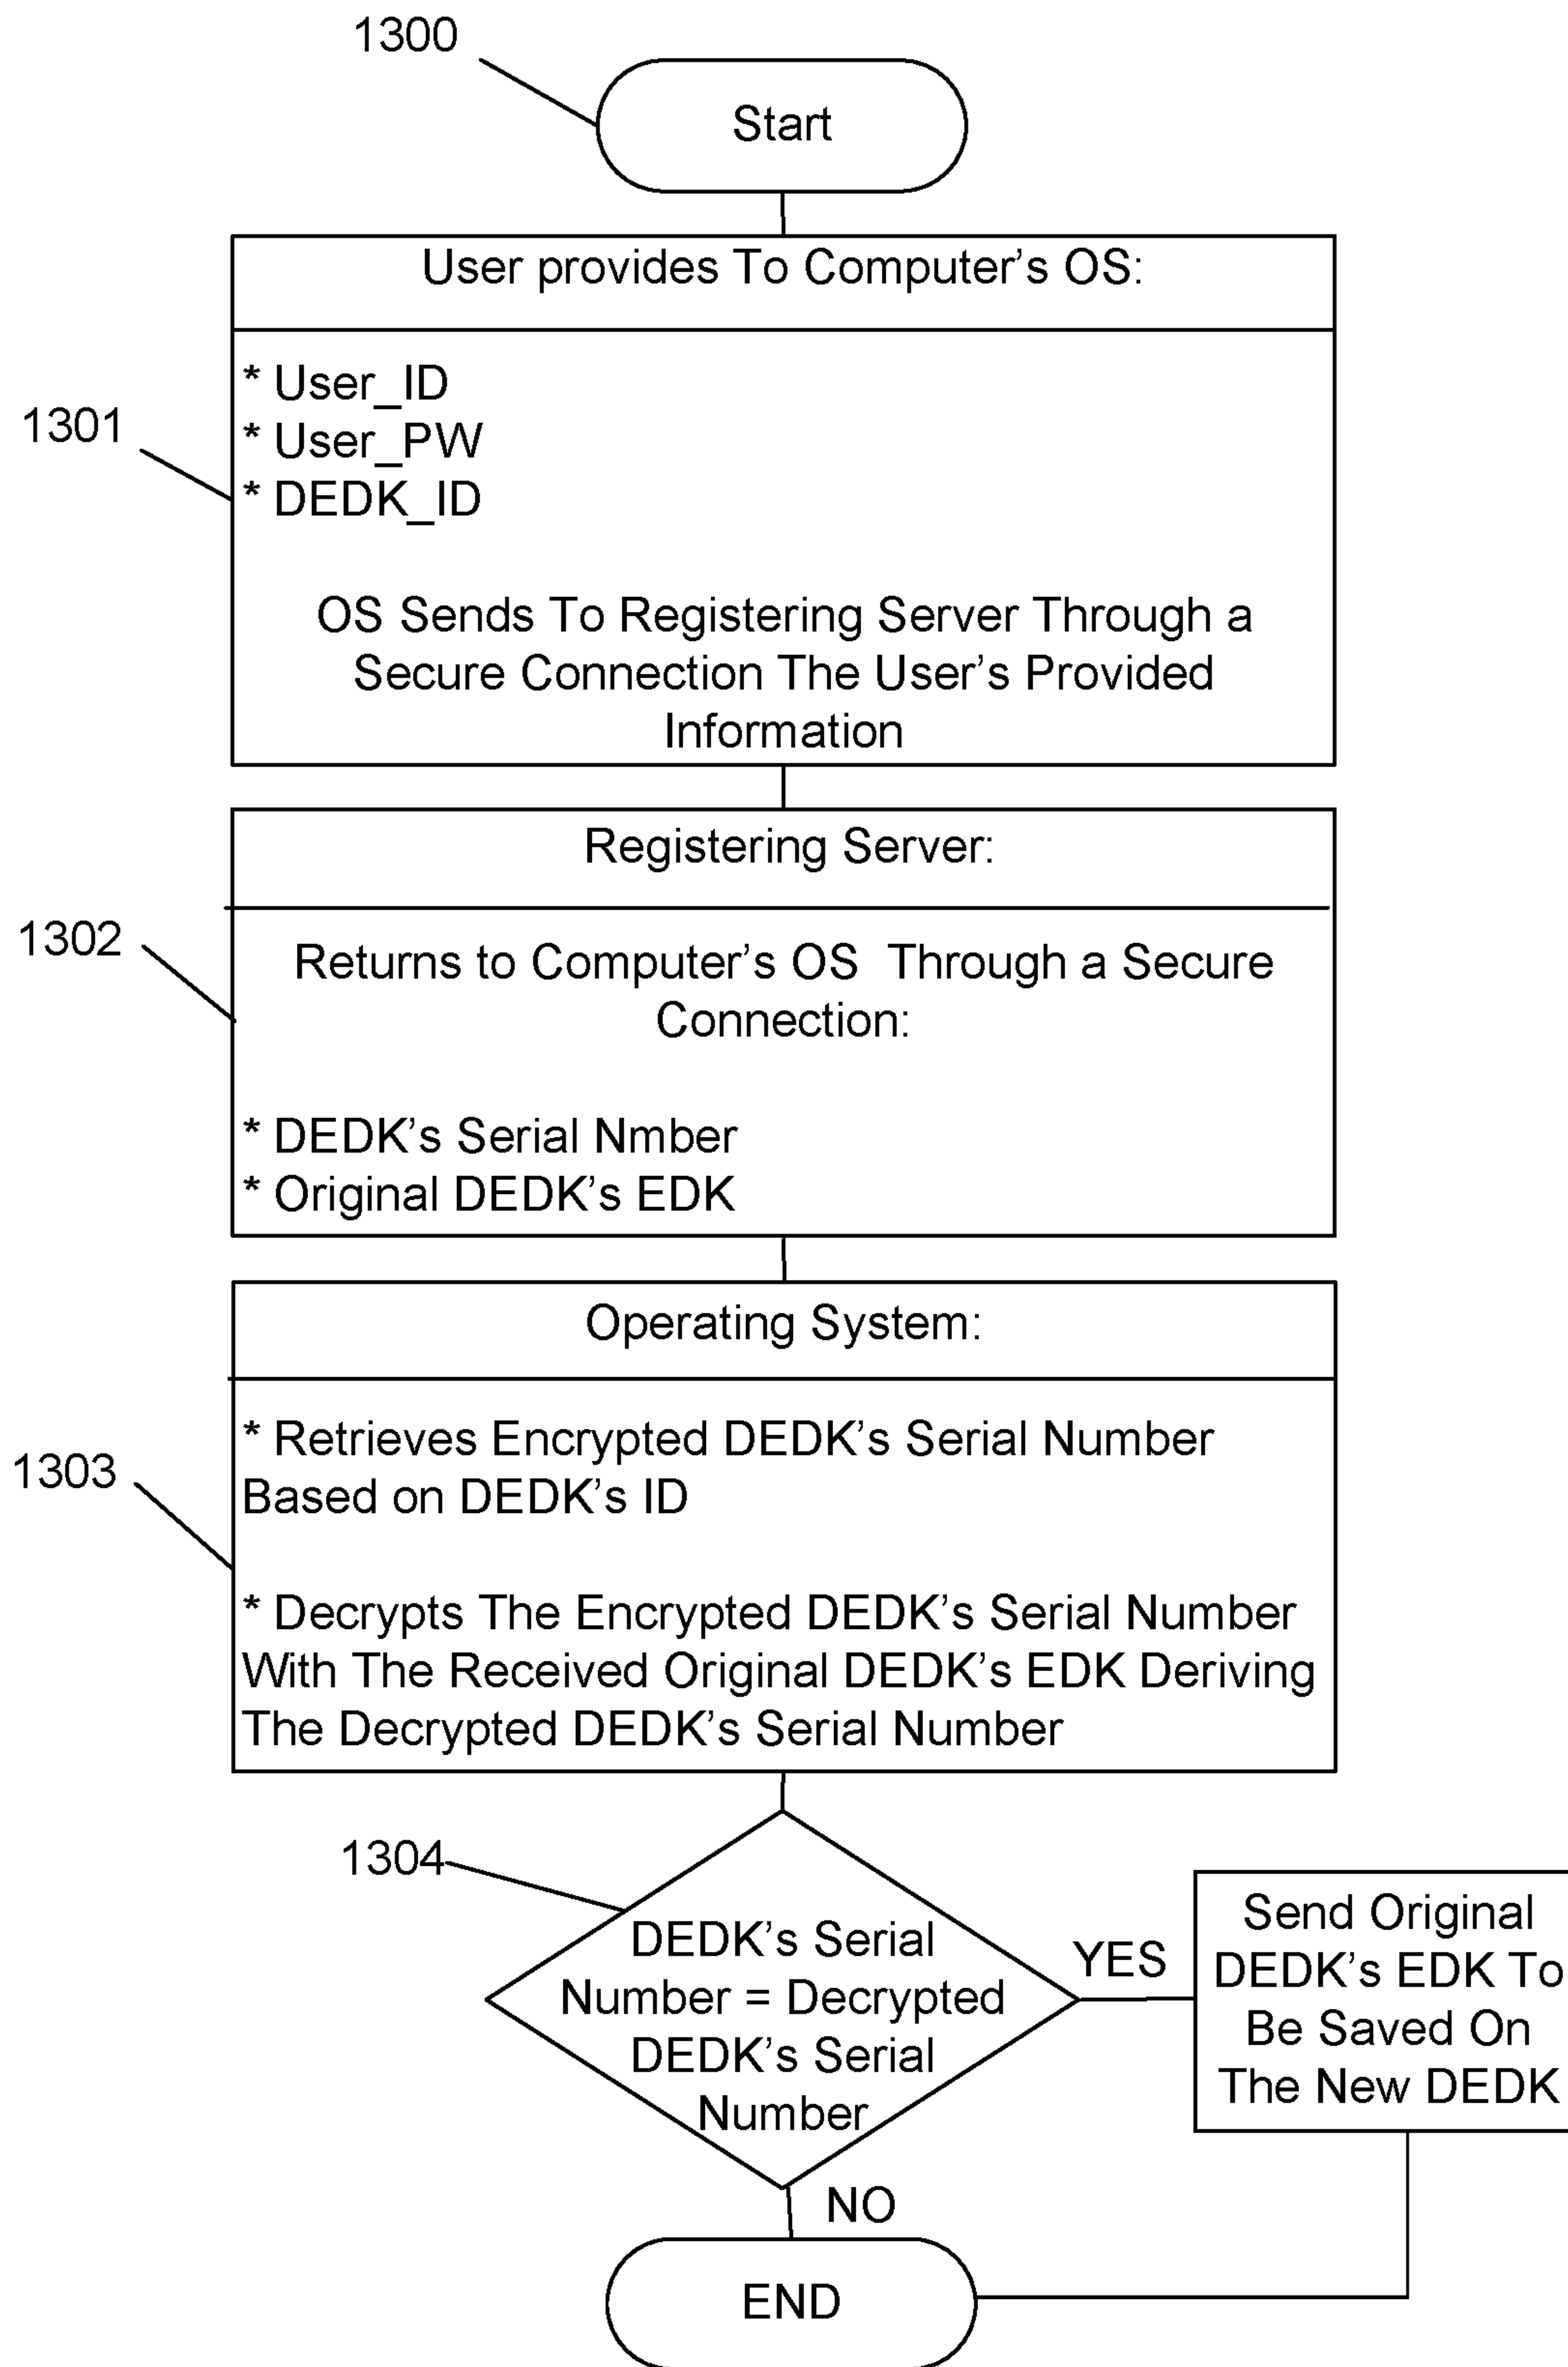 1300
Start
User provides To Computer's OS:
1301
* User_ID
* User_PW
* DEDK_ID
OS Sends To Registering Server Through a
Secure Connection The User's Provided
Information
Registering Server:
1302
Returns to Computer's OS  Through a Secure
Connection:
* DEDK's Serial Nmber
* Original DEDK's EDK
Operating System:
1303
* Retrieves Encrypted DEDK's Serial Number
Based on DEDK's ID
* Decrypts The Encrypted DEDK's Serial Number
With The Received Original DEDK's EDK Deriving
The Decrypted DEDK's Serial Number
1304
DEDK's Serial
Number = Decrypted
DEDK's Serial
Number
YES
Send Original
DEDK's EDK To
Be Saved On
The New DEDK
NO
END